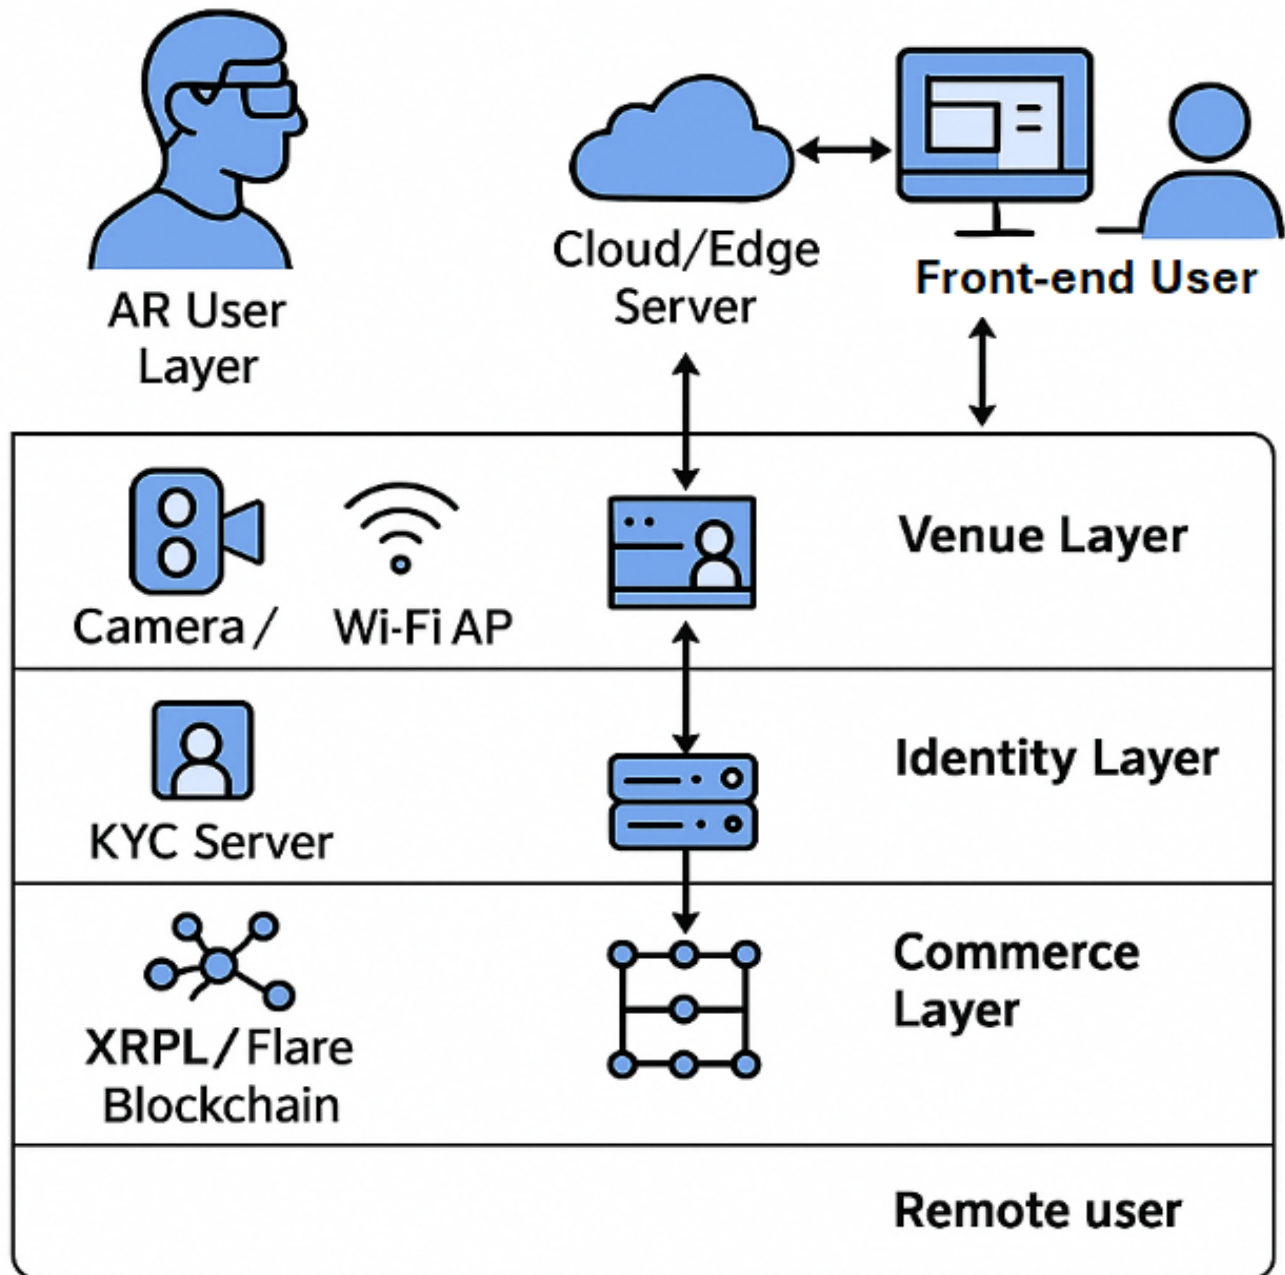 AR User
Layer
Cloud/Edge
Server
Front-end User
Camera /
Wi-Fi AP
Venue Layer
KYC Server
Identity Layer
XRPL/Flare
Blockchain
Commerce
Layer
Remote user